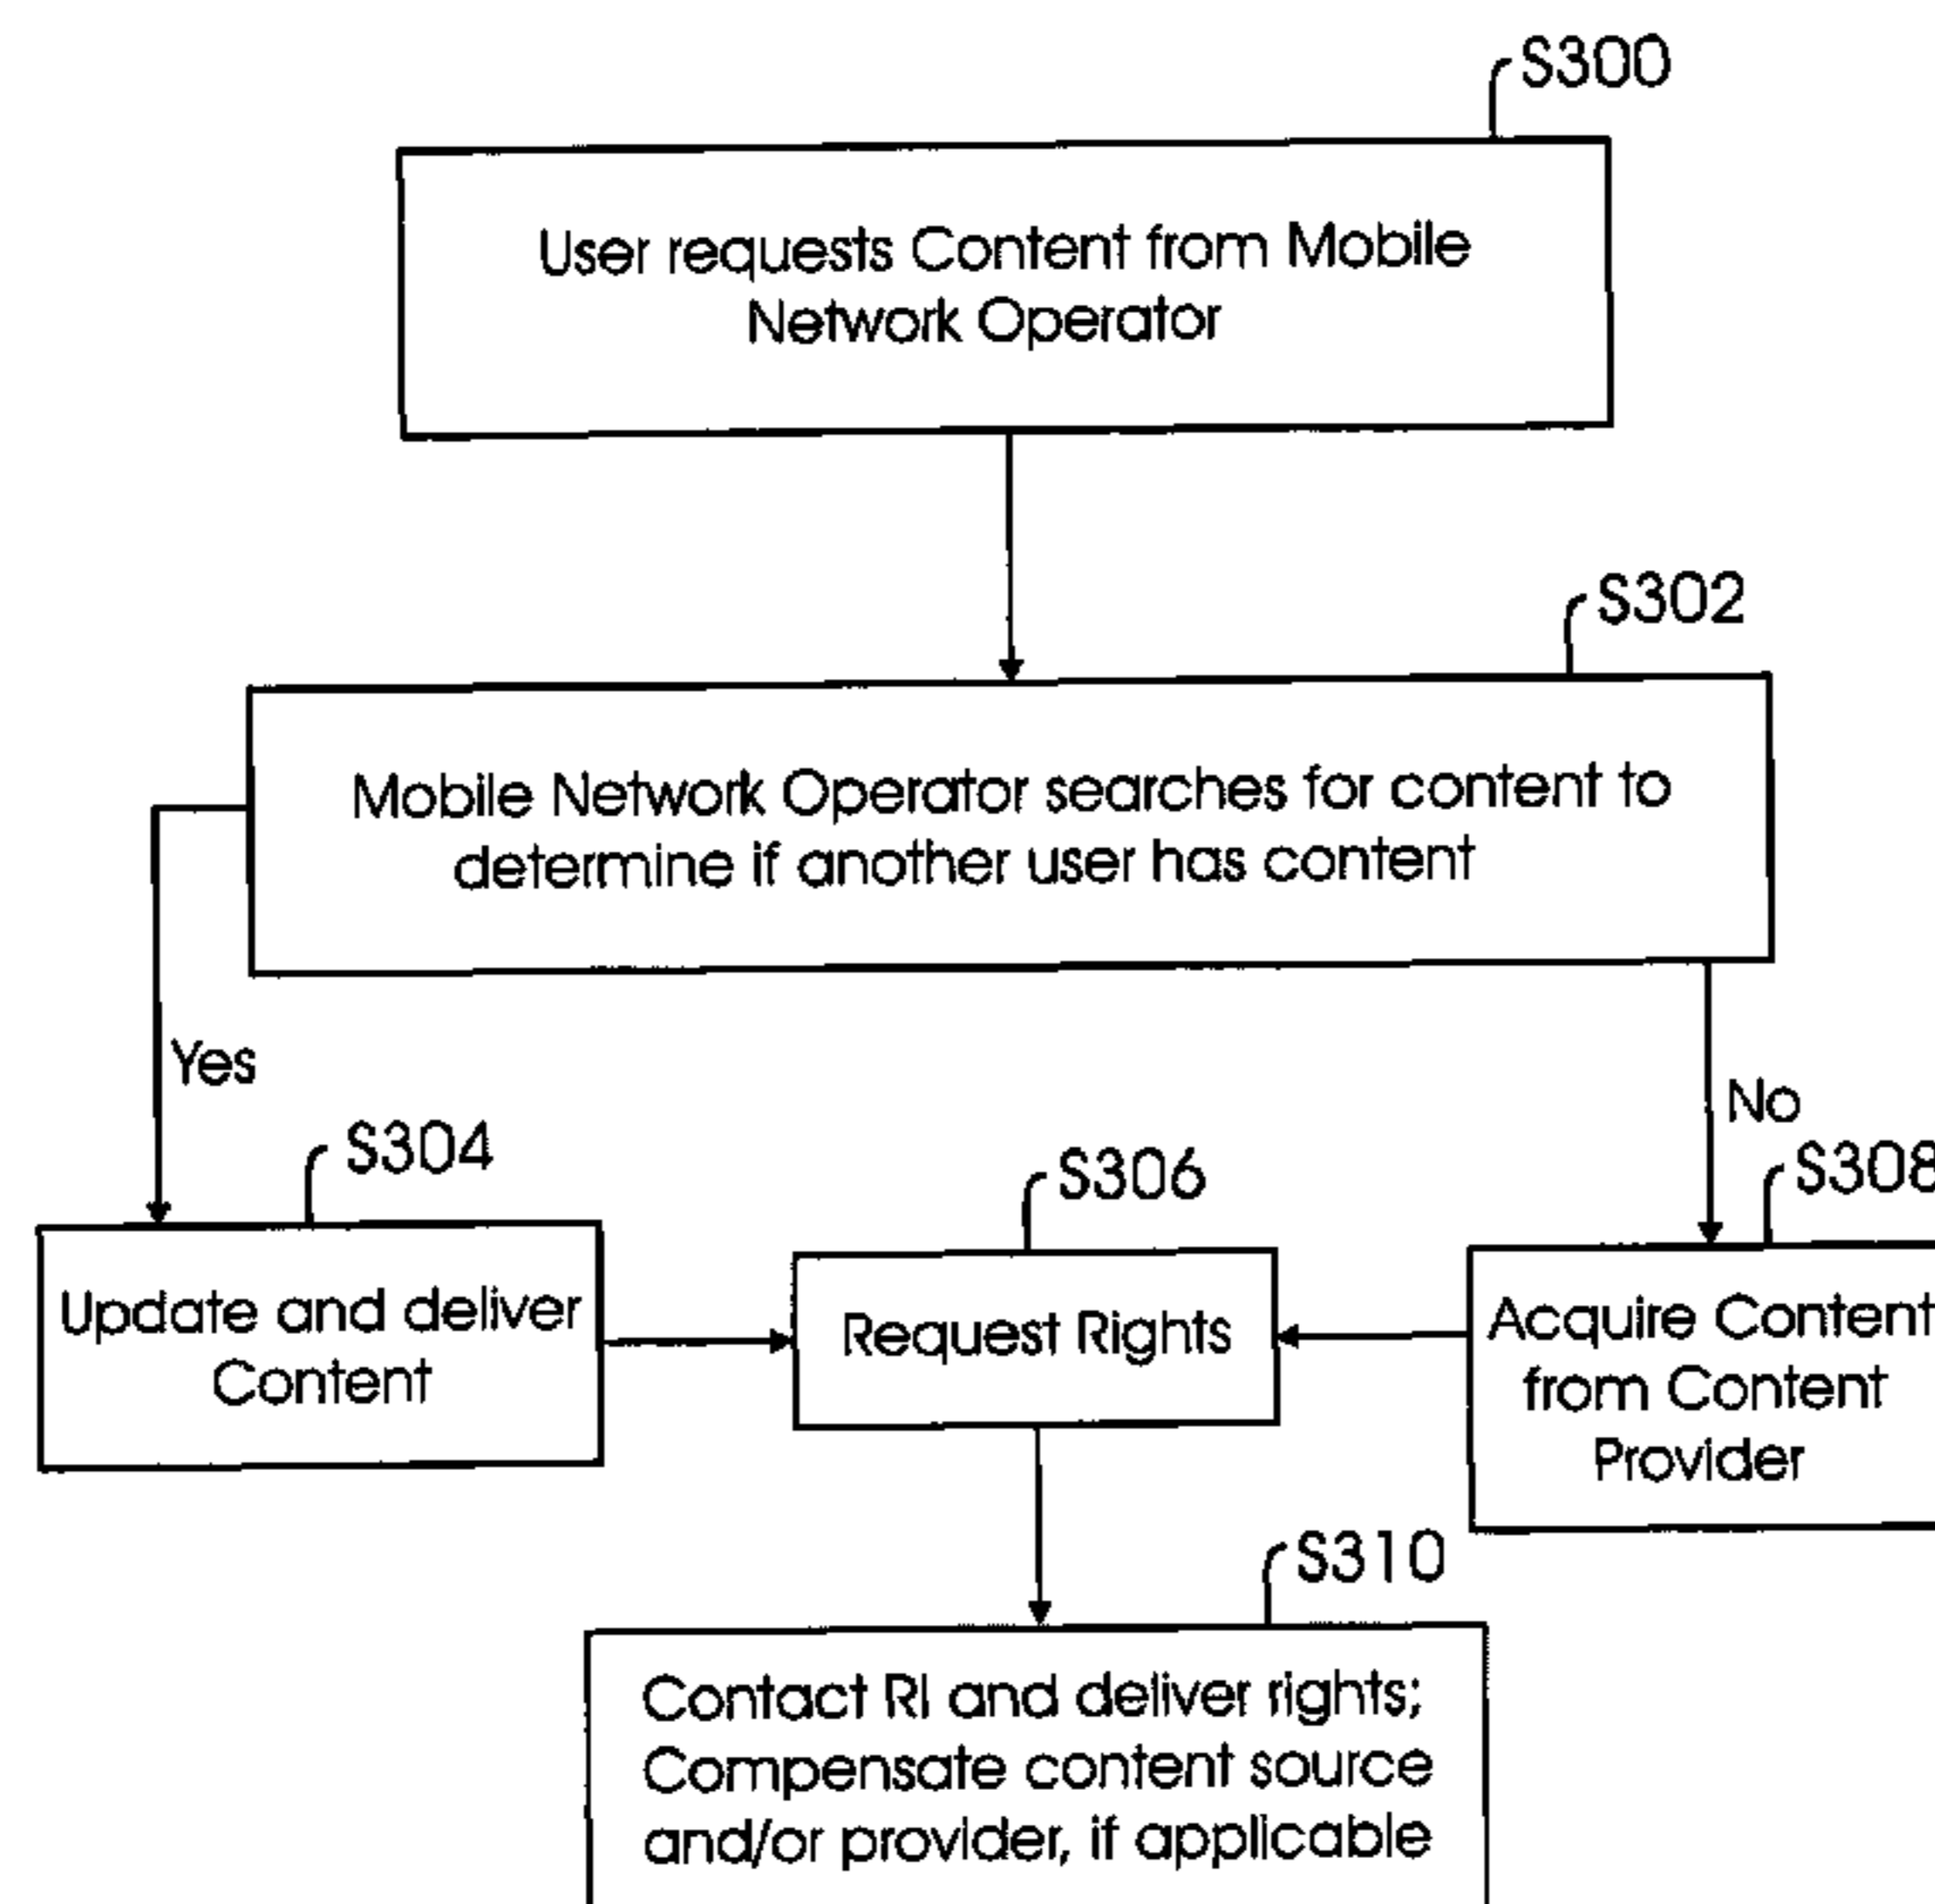 S300
User requests Content from Mobile
Network Operator
S302
Mobile Network Operator searches for content to
determine if another user has content
Yes
No
S304
S306
S308
Update and deliver
Content
Request Rights
Acquire Content
from Content
Provider
S310
Contact RI and deliver rights;
Compensate content source
and/or provider, if applicable